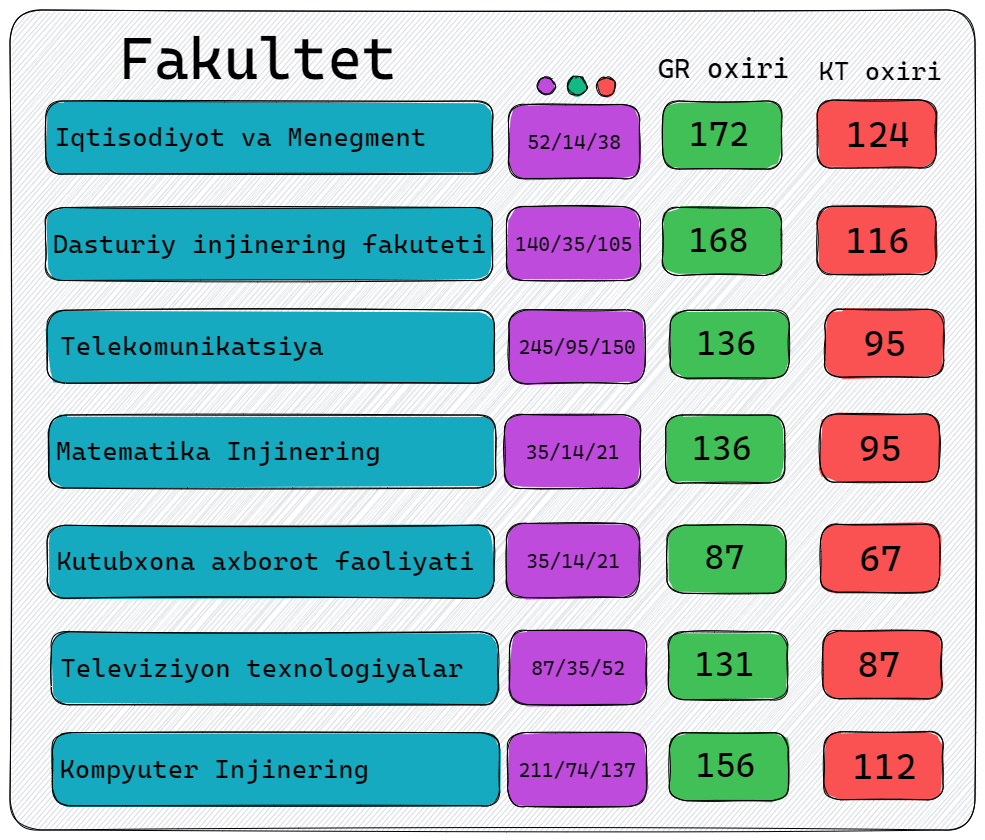 Fakultet GR oxiri KT oxiri
Iqtisodiyot va Menegment 52/14/38 172 124
Dasturiy injinering fakuteti 140/35/105 168 116
Telekomunikatsiya 245/95/150 136 95
Matematika Injinering 35/14/21 136 95
Kutubxona axborot faoliyati 35/14/21 87 67
Televiziyon texnologiyalar 87/35/52 131 87
Kompyuter Injinering 211/74/137 156 112